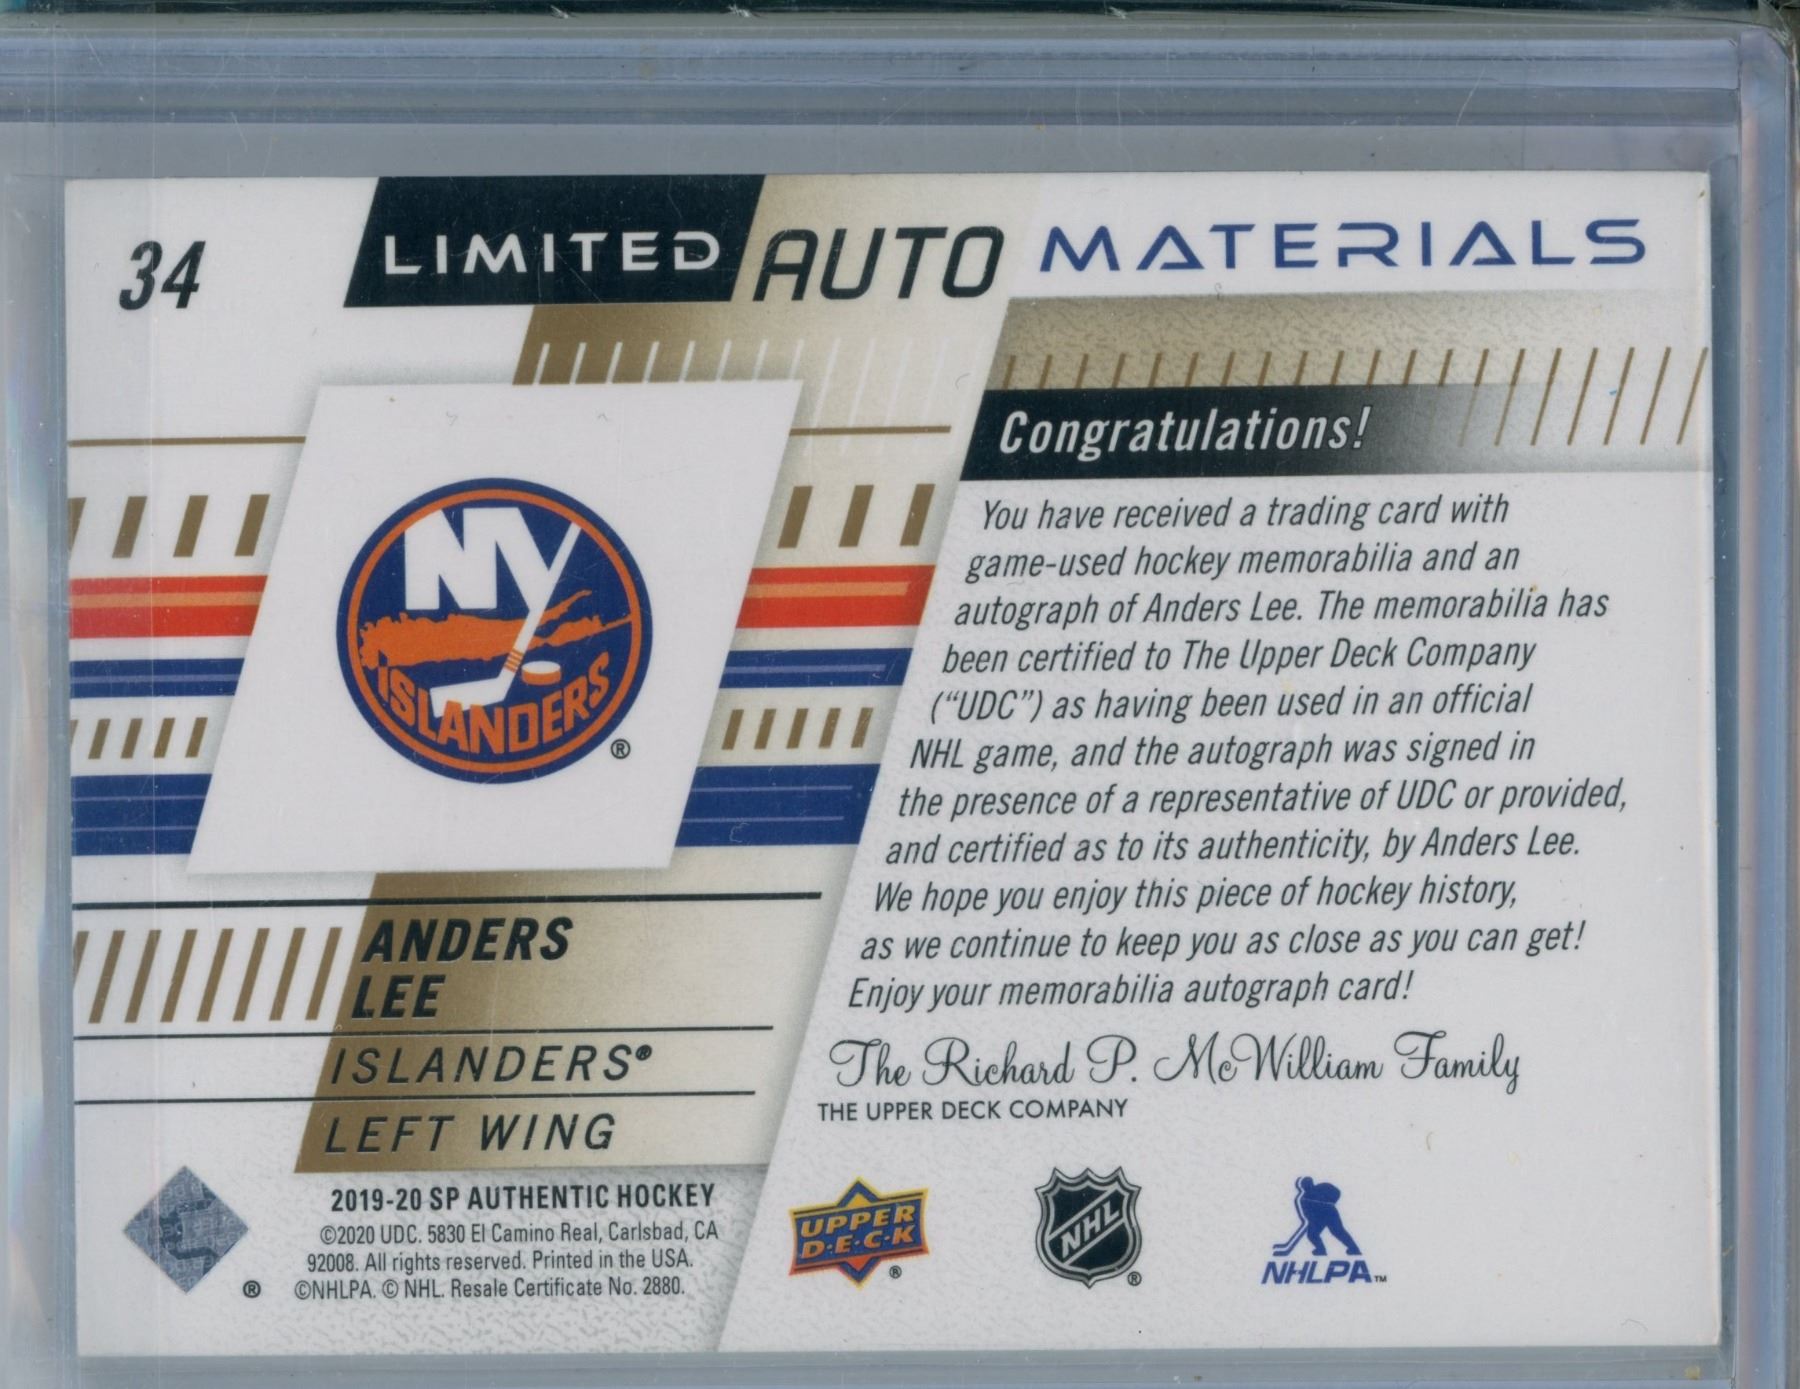 34
LIMITED AUTO MATERIALS
Congratulations!
You have received a trading card with
game-used hockey memorabilia and an
autograph of Anders Lee. The memorabilia has
been certified to The Upper Deck Company
(“UDC”) as having been used in an official
NHL game, and the autograph was signed in
the presence of a representative of UDC or provided,
and certified as to its authenticity, by Anders Lee.
We hope you enjoy this piece of hockey history,
as we continue to keep you as close as you can get!
Enjoy your memorabilia autograph card!
The Richard P. McWilliam Family
THE UPPER DECK COMPANY
NY
ISLANDERS
®
ANDERS
LEE
ISLANDERS®
LEFT WING
2019-20 SP AUTHENTIC HOCKEY
©2020 UDC. 5830 El Camino Real, Carlsbad, CA
92008. All rights reserved. Printed in the USA.
©NHLPA. © NHL. Resale Certificate No. 2880.
®
UPPER
D·E·C·K
®
NHL
®
NHLPA™